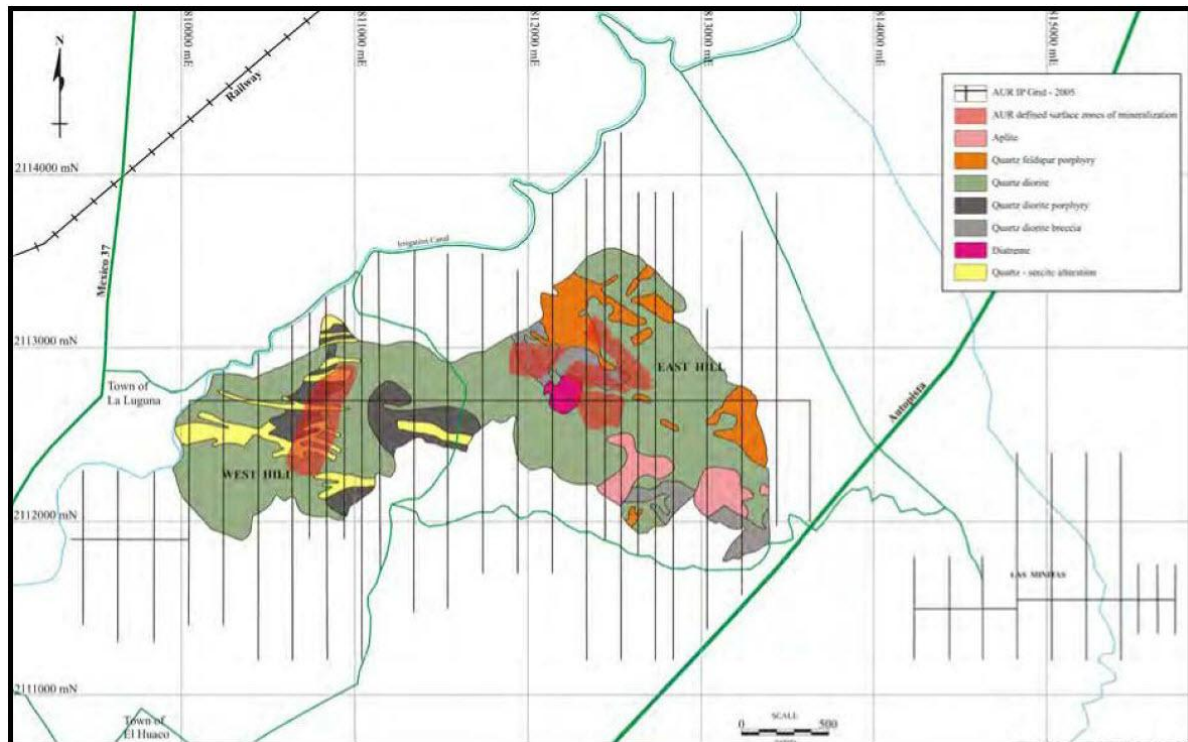 810000 mE
811000 mE
812000 mE
813000 mE
814000 mE
815000 mE
N
Railway
AUR IP Grid - 2005
AUR defined surface zones of mineralization
Aplite
Quartz feldspar porphyry
Quartz diorite
Quartz diorite porphyry
Quartz diorite breccia
Diatreme
Quartz - sericite alteration
2114000 mN
Mexico 37
Irrigation Canal
2113000 mN
EAST HILL
Town of
La Luguna
Autopista
WEST HILL
2112000 mN
LAS MINITAS
2111000 mN
Town of
El Huaco
SCALE
0 500